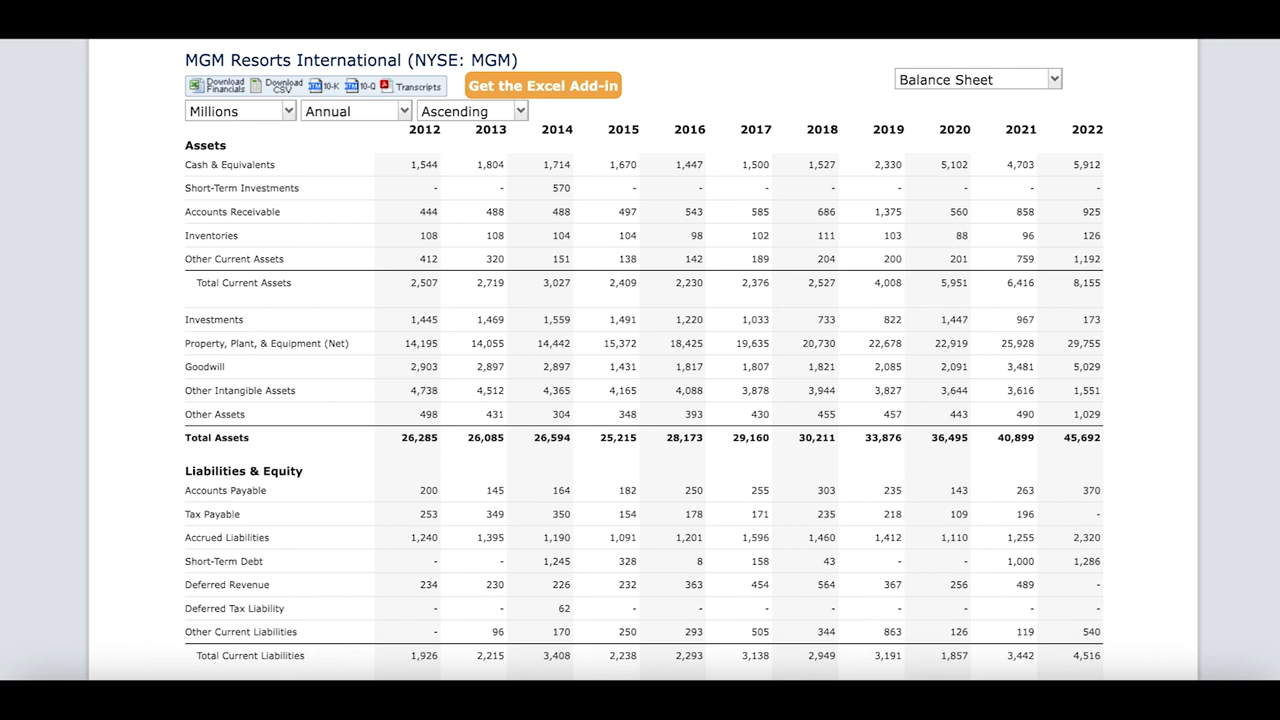 MGM Resorts International (NYSE: MGM)
Download Financials Download CSV 10-K 10-Q Transcripts Get the Excel Add-in Balance Sheet
Millions Annual Ascending
2012 2013 2014 2015 2016 2017 2018 2019 2020 2021 2022
Assets
Cash & Equivalents 1,544 1,804 1,714 1,670 1,447 1,500 1,527 2,330 5,102 4,703 5,912
Short-Term Investments - - 570 - - - - - - - -
Accounts Receivable 444 488 488 497 543 585 686 1,375 560 858 925
Inventories 108 108 104 104 98 102 111 103 88 96 126
Other Current Assets 412 320 151 138 142 189 204 200 201 759 1,192
Total Current Assets 2,507 2,719 3,027 2,409 2,230 2,376 2,527 4,008 5,951 6,416 8,155
Investments 1,445 1,469 1,559 1,491 1,220 1,033 733 822 1,447 967 173
Property, Plant, & Equipment (Net) 14,195 14,055 14,442 15,372 18,425 19,635 20,730 22,678 22,919 25,928 29,755
Goodwill 2,903 2,897 2,897 1,431 1,817 1,807 1,821 2,085 2,091 3,481 5,029
Other Intangible Assets 4,738 4,512 4,365 4,165 4,088 3,878 3,944 3,827 3,644 3,616 1,551
Other Assets 498 431 304 348 393 430 455 457 443 490 1,029
Total Assets 26,285 26,085 26,594 25,215 28,173 29,160 30,211 33,876 36,495 40,899 45,692
Liabilities & Equity
Accounts Payable 200 145 164 182 250 255 303 235 143 263 370
Tax Payable 253 349 350 154 178 171 235 218 109 196 -
Accrued Liabilities 1,240 1,395 1,190 1,091 1,201 1,596 1,460 1,412 1,110 1,255 2,320
Short-Term Debt - - 1,245 328 8 158 43 - - 1,000 1,286
Deferred Revenue 234 230 226 232 363 454 564 367 256 489 -
Deferred Tax Liability - - 62 - - - - - - - -
Other Current Liabilities - 96 170 250 293 505 344 863 126 119 540
Total Current Liabilities 1,926 2,215 3,408 2,238 2,293 3,138 2,949 3,191 1,857 3,442 4,516